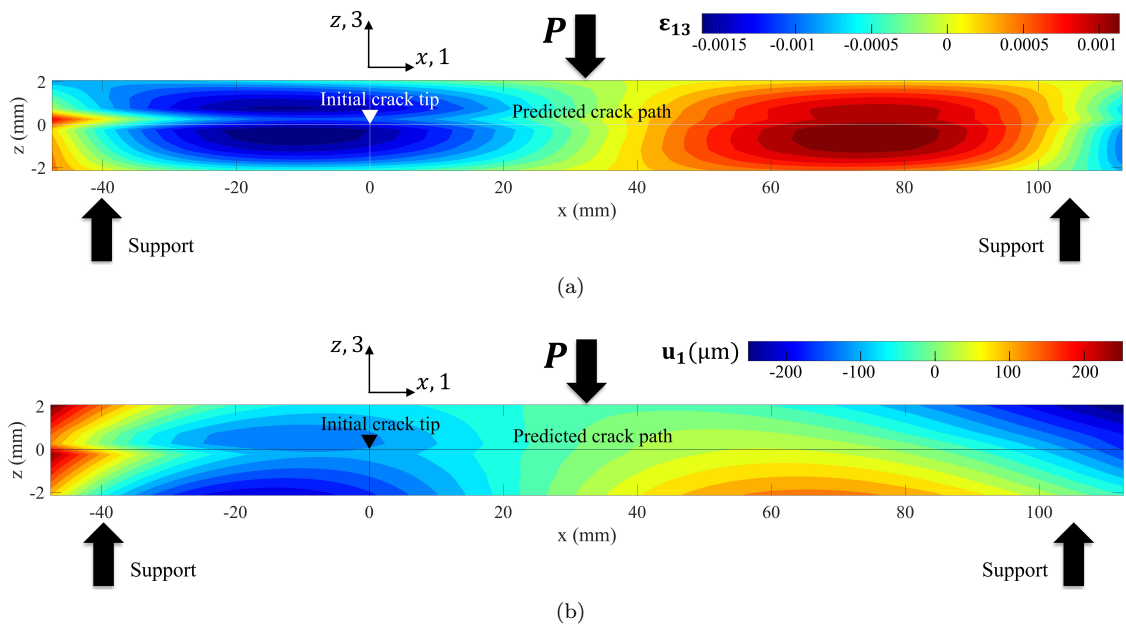 z, 3
P
ε13
-0.0015 -0.001 -0.0005 0 0.0005 0.001
x, 1
2
Initial crack tip
Predicted crack path
0
z (mm)
-2
-40 -20 0 20 40 60 80 100
x (mm)
Support
Support
(a)
z, 3
P
u1(μm)
-200 -100 0 100 200
x, 1
2
Initial crack tip
Predicted crack path
0
z (mm)
-2
-40 -20 0 20 40 60 80 100
x (mm)
Support
Support
(b)